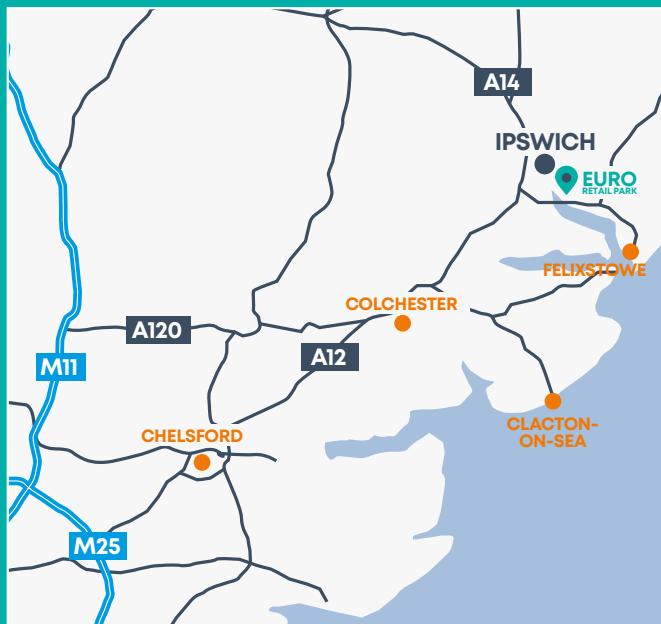 A14
IPSWICH
EURO
RETAIL PARK
FELIXSTOWE
COLCHESTER
A120
A12
M11
CHELSFORD
CLACTON-
ON-SEA
M25